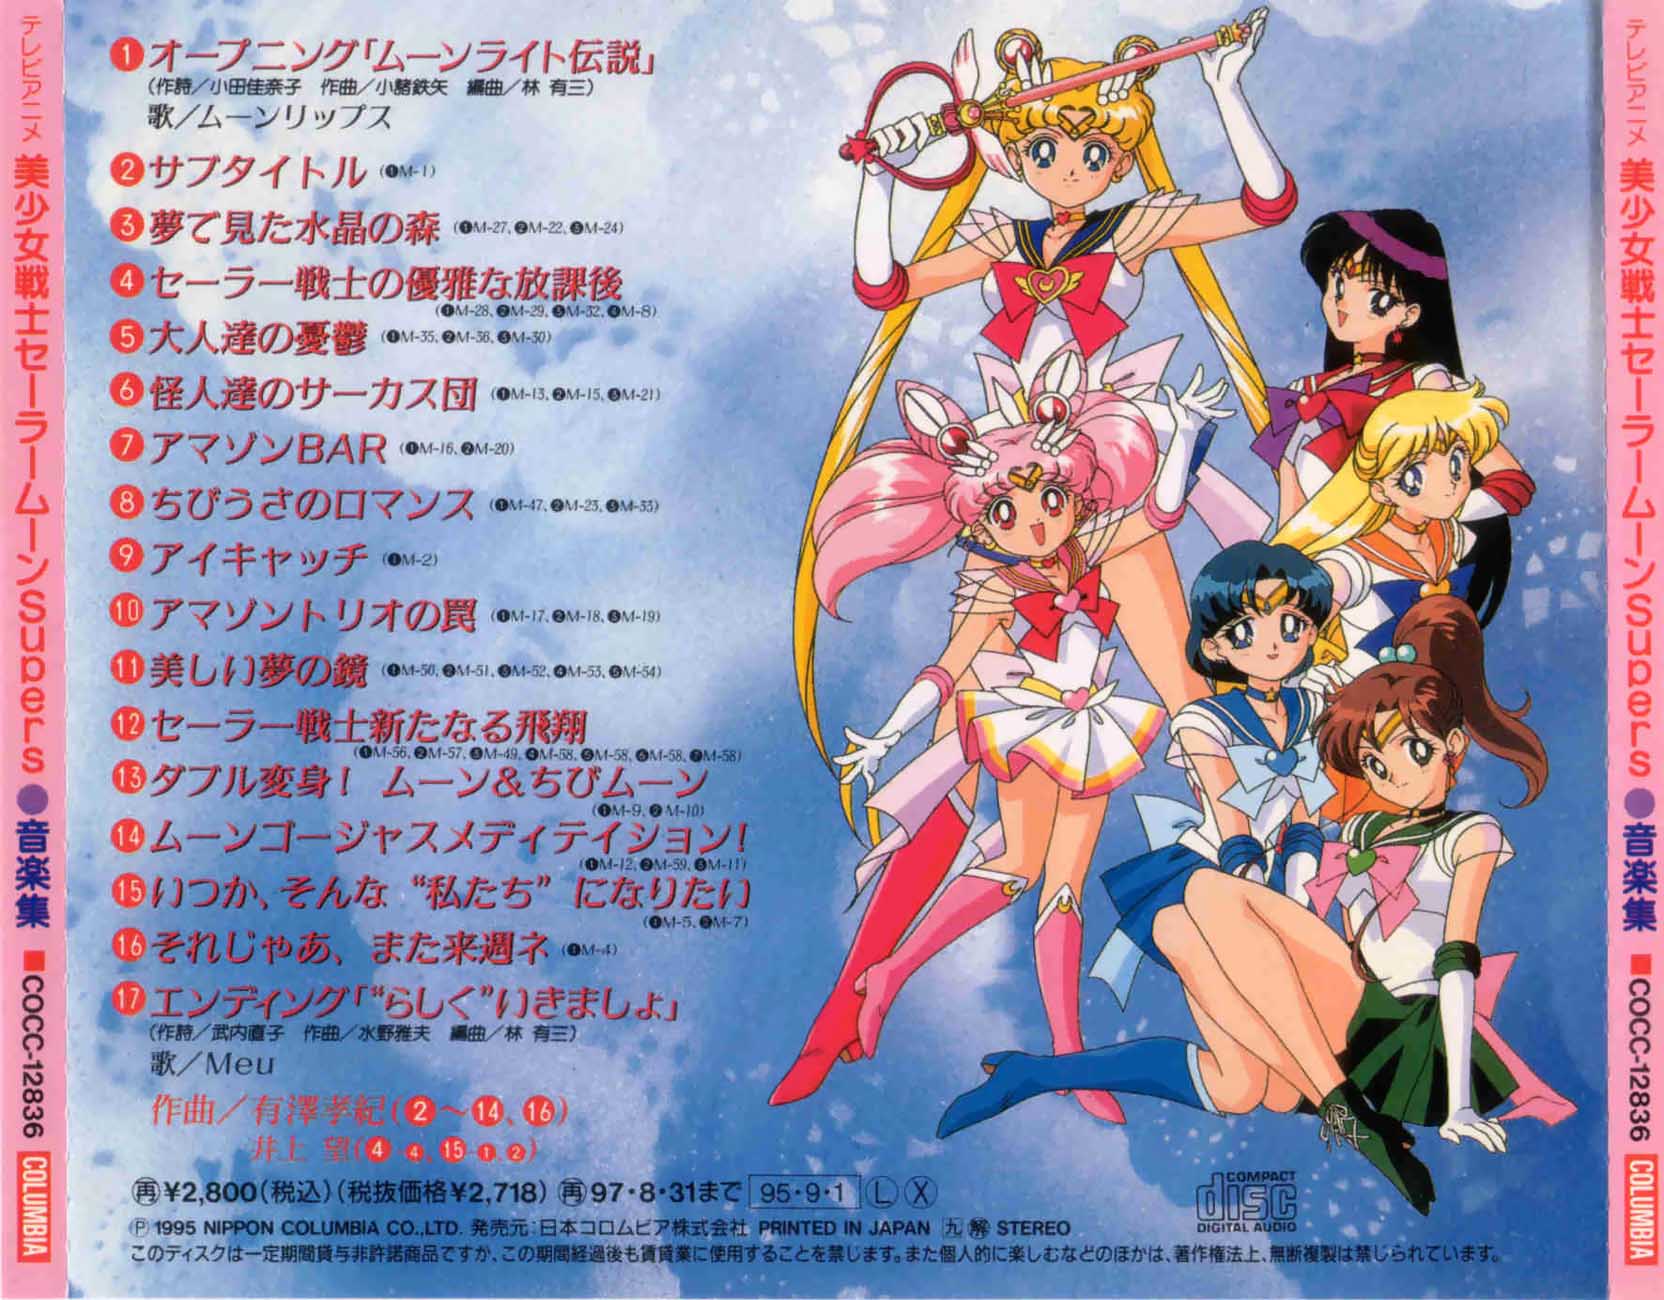 テレビアニメ 美少女戦士セーラームーンSupers ●音楽集 ■COCC-12836 COLUMBIA
1 オープニング「ムーンライト伝説」
(作詩/小田佳奈子 作曲/小諸鉄矢 編曲/林 有三)
歌/ムーンリップス
2 サブタイトル (❶M-1)
3 夢で見た水晶の森 (❶M-27、❷M-22、❸M-24)
4 セーラー戦士の優雅な放課後
(❶M-28、❷M-29、❸M-32、❹M-8)
5 大人達の憂鬱 (❶M-35、❷M-36、❸M-30)
6 怪人達のサーカス団 (❶M-13、❷M-15、❸M-21)
7 アマゾンBAR (❶M-16、❷M-20)
8 ちびうさのロマンス (❶M-47、❷M-23、❸M-33)
9 アイキャッチ (❶M-2)
10 アマゾントリオの罠 (❶M-17、❷M-18、❸M-19)
11 美しい夢の鏡 (❶M-50、❷M-51、❸M-52、❹M-53、❺M-54)
12 セーラー戦士新たなる飛翔
(❶M-56、❷M-57、❸M-49、❹M-58、❺M-58、❻M-58、❼M-58)
13 ダブル変身! ムーン&ちびムーン
(❶M-9、❷M-10)
14 ムーンゴージャスメディテイション!
(❶M-12、❷M-59、❸M-11)
15 いつか、そんな “私たち” になりたい
(❶M-5、❷M-7)
16 それじゃあ、また来週ネ (❶M-4)
17 エンディング「“らしく”いきましょ」
(作詩/武内直子 作曲/水野雅夫 編曲/林 有三)
歌/Meu
作曲/有澤孝紀(❷〜⓮、⓰)
井上 望(❹-❹、⓯-❶、❷)
再¥2,800(税込)(税抜価格¥2,718) 再97・8・31まで 95・9・1 L X
Ⓟ 1995 NIPPON COLUMBIA CO.,LTD. 発売元:日本コロムビア株式会社 PRINTED IN JAPAN 九 解 STEREO
このディスクは一定期間貸与非許諾商品ですか、この期間経過後も賃貸業に使用することを禁じます。また個人的に楽しむなどのほかは、著作権法上、無断複製は禁じられています。
COMPACT
disc
DIGITAL AUDIO
テレビアニメ 美少女戦士セーラームーンSupers ●音楽集 ■COCC-12836 COLUMBIA